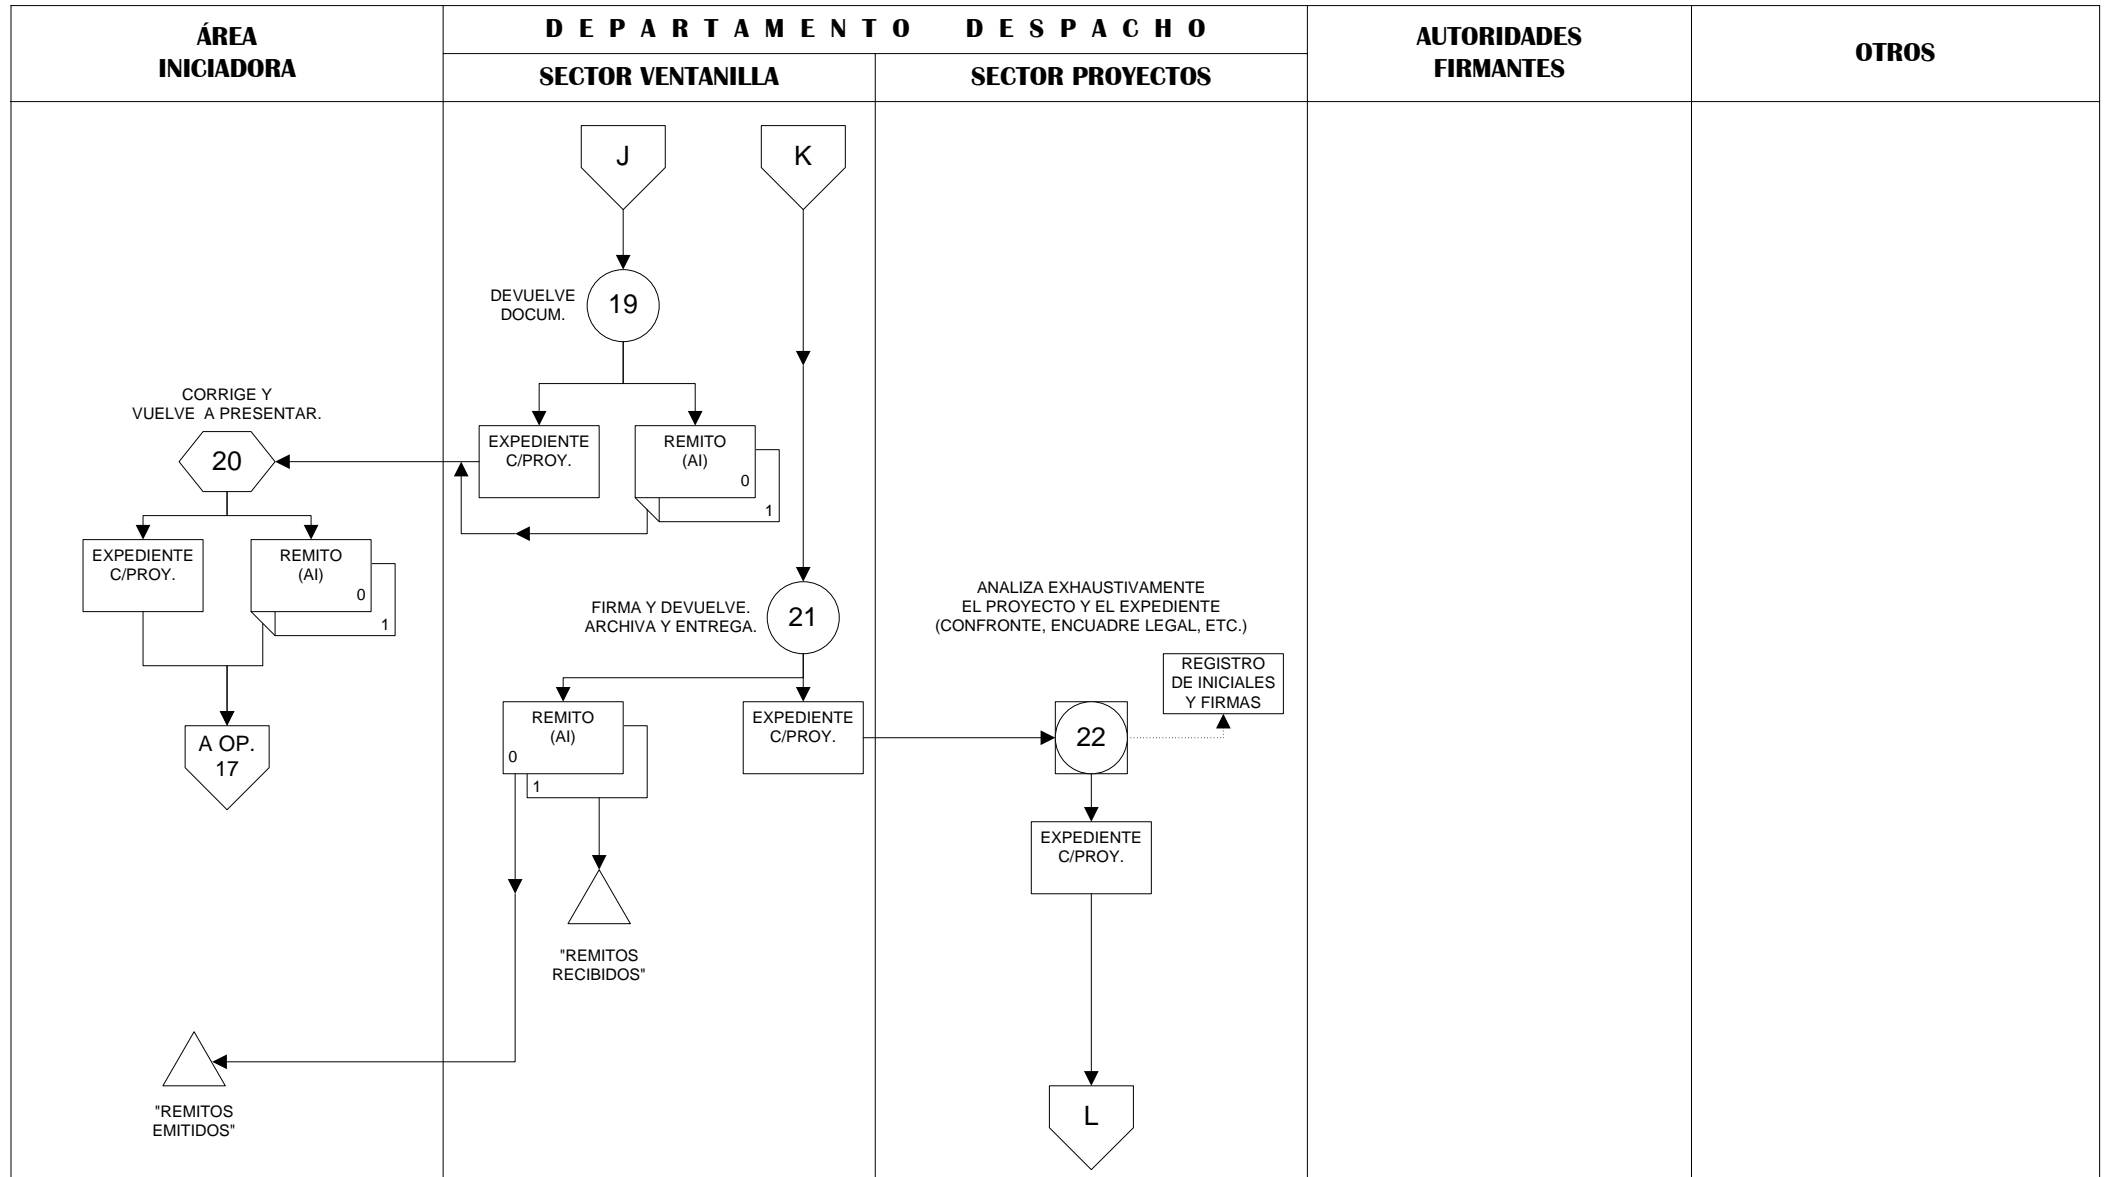 ÁREA
INICIADORA
DEPARTAMENTO DESPACHO
SECTOR VENTANILLA
SECTOR PROYECTOS
AUTORIDADES
FIRMANTES
OTROS
J
K
DEVUELVE
DOCUM.
19
CORRIGE Y
VUELVE A PRESENTAR.
20
EXPEDIENTE
C/PROY.
REMITO
(AI)
0
1
EXPEDIENTE
C/PROY.
REMITO
(AI)
0
1
A OP.
17
FIRMA Y DEVUELVE.
ARCHIVA Y ENTREGA.
21
REMITO
(AI)
0
1
EXPEDIENTE
C/PROY.
ANALIZA EXHAUSTIVAMENTE
EL PROYECTO Y EL EXPEDIENTE
(CONFRONTE, ENCUADRE LEGAL, ETC.)
REGISTRO
DE INICIALES
Y FIRMAS
22
EXPEDIENTE
C/PROY.
"REMITOS
RECIBIDOS"
"REMITOS
EMITIDOS"
L